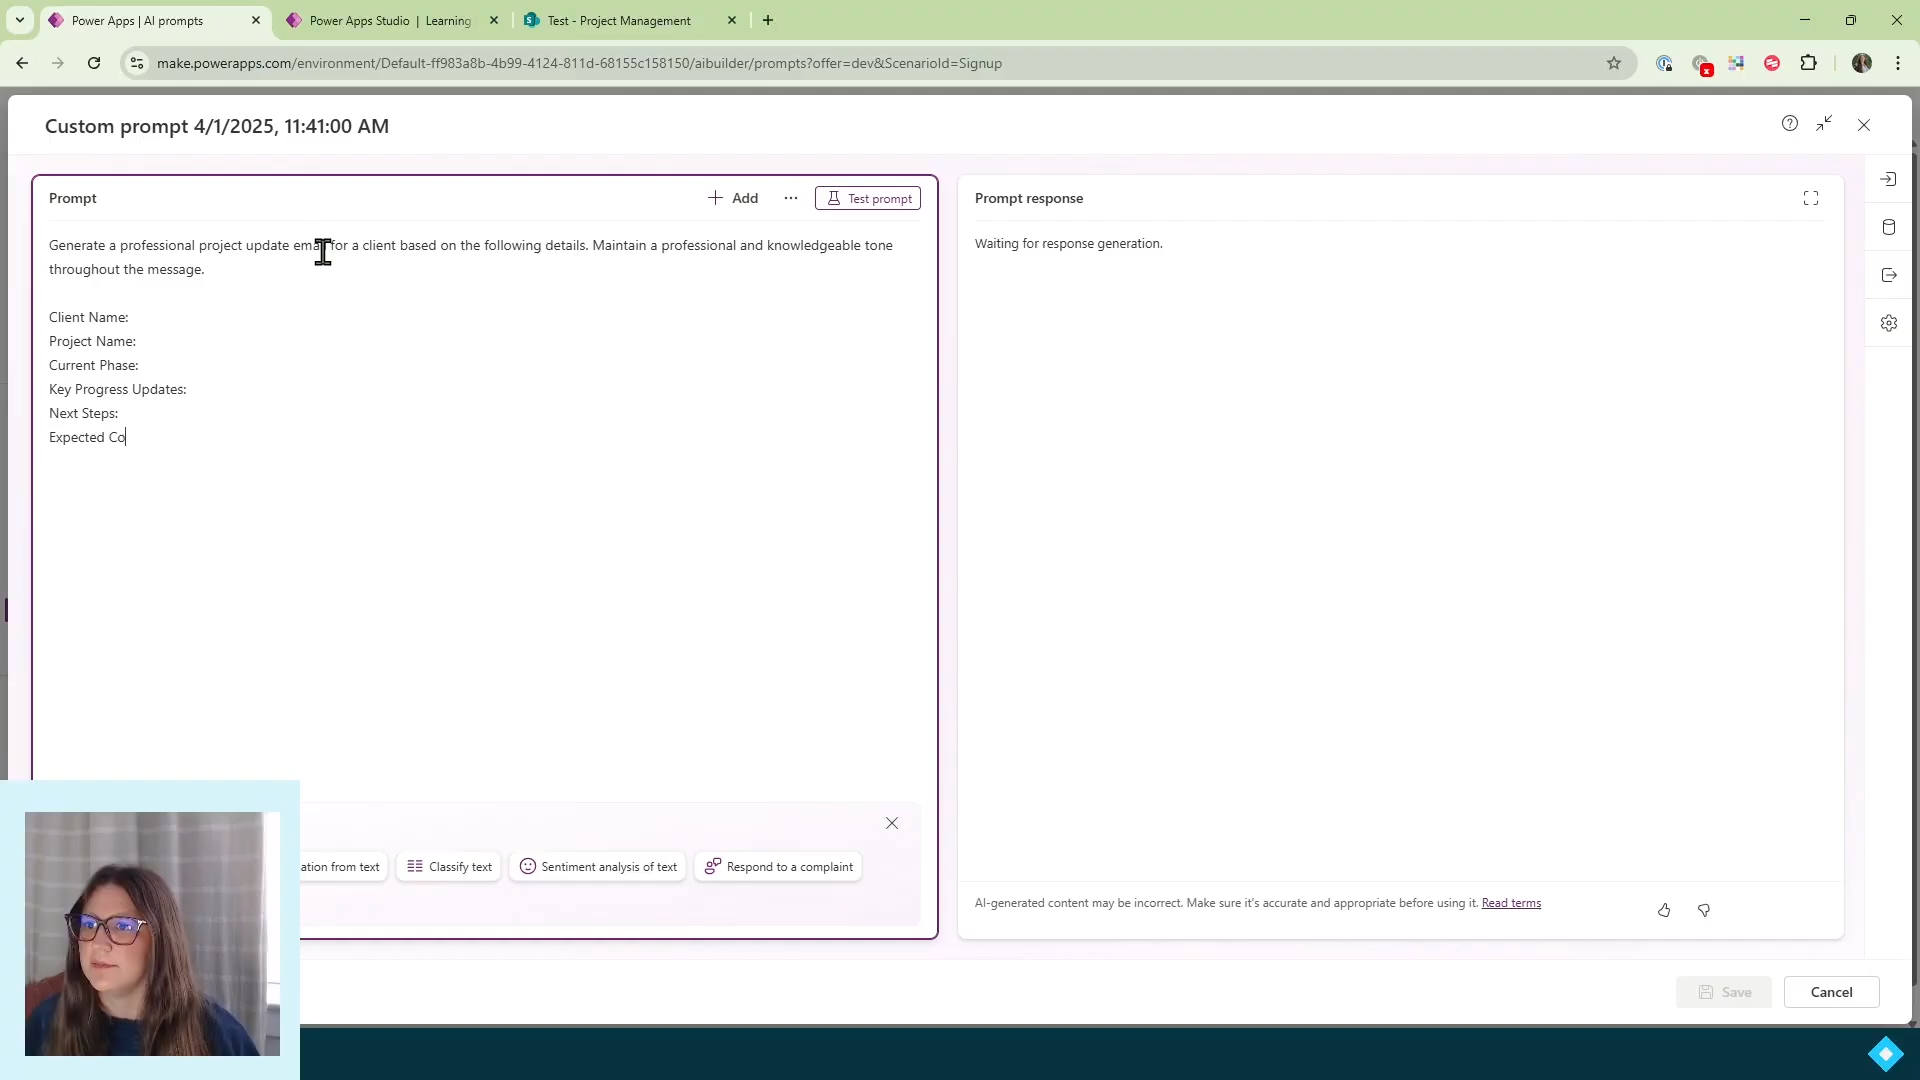 Power Apps | AI prompts
Power Apps Studio | Learning
Test - Project Management
make.powerapps.com/environment/Default-ff983a8b-4b99-4124-811d-68155c158150/aibuilder/prompts?offer=dev&ScenarioId=Signup
Custom prompt 4/1/2025, 11:41:00 AM
Prompt
Add
Test prompt
Generate a professional project update email for a client based on the following details. Maintain a professional and knowledgeable tone
throughout the message.
Client Name:
Project Name:
Current Phase:
Key Progress Updates:
Next Steps:
Expected Co
ation from text
Classify text
Sentiment analysis of text
Respond to a complaint
Prompt response
Waiting for response generation.
AI-generated content may be incorrect. Make sure it's accurate and appropriate before using it. Read terms
Save
Cancel